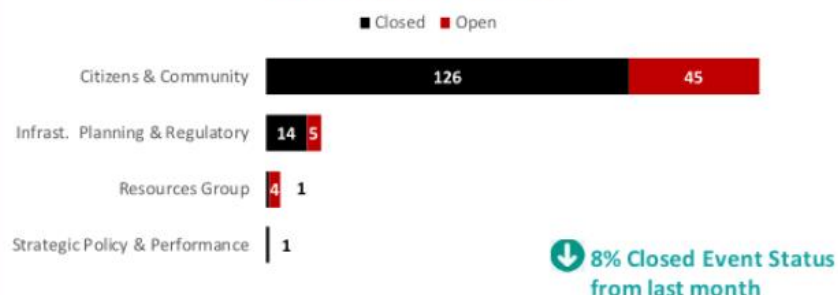 Closed Open
Citizens & Community 126 45
Infrast. Planning & Regulatory 14 5
Resources Group 4 1
Strategic Policy & Performance 1
8% Closed Event Status
from last month